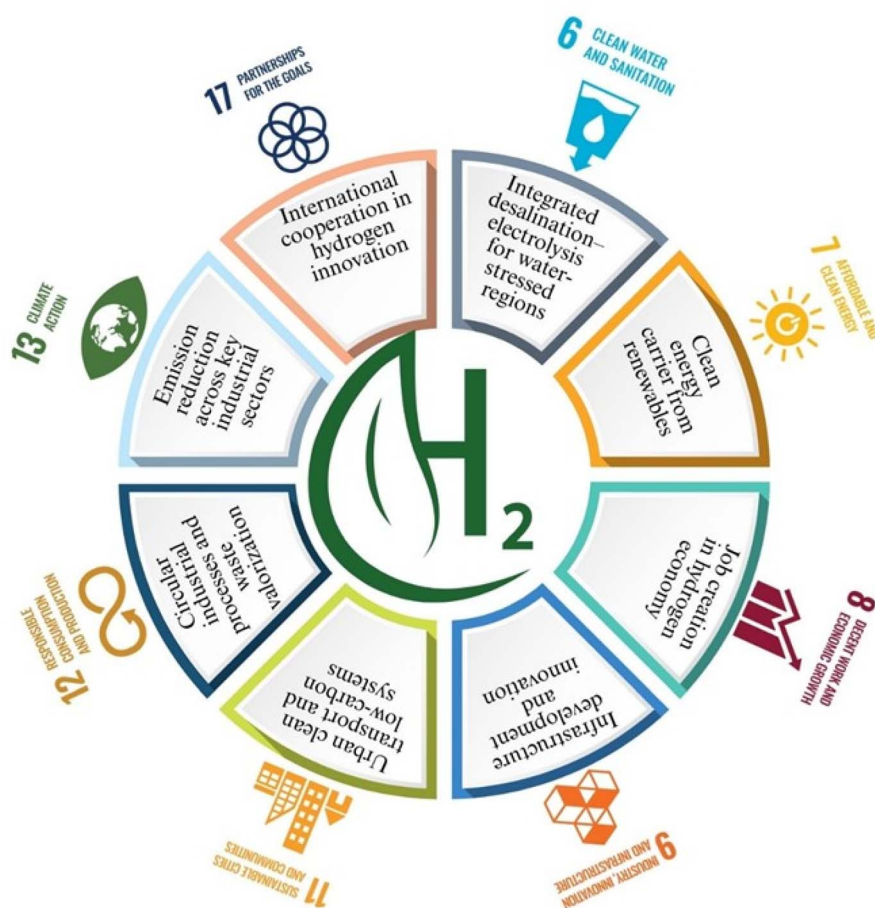 6 CLEAN WATER
AND SANITATION
Integrated
desalination–
electrolysis
for water-
stressed
regions
7 AFFORDABLE AND
CLEAN ENERGY
Clean
energy
carrier from
renewables
8 DECENT WORK AND
ECONOMIC GROWTH
Job creation
in hydrogen
economy
9 INDUSTRY, INNOVATION
AND INFRASTRUCTURE
Infrastructure
development
and
innovation
11 SUSTAINABLE CITIES
AND COMMUNITIES
Urban clean
transport and
low-carbon
systems
12 RESPONSIBLE
CONSUMPTION
AND PRODUCTION
Circular
industrial
processes and
waste
valorization
13 CLIMATE
ACTION
Emission
reduction
across key
industrial
sectors
17 PARTNERSHIPS
FOR THE GOALS
International
cooperation in
hydrogen
innovation
H2